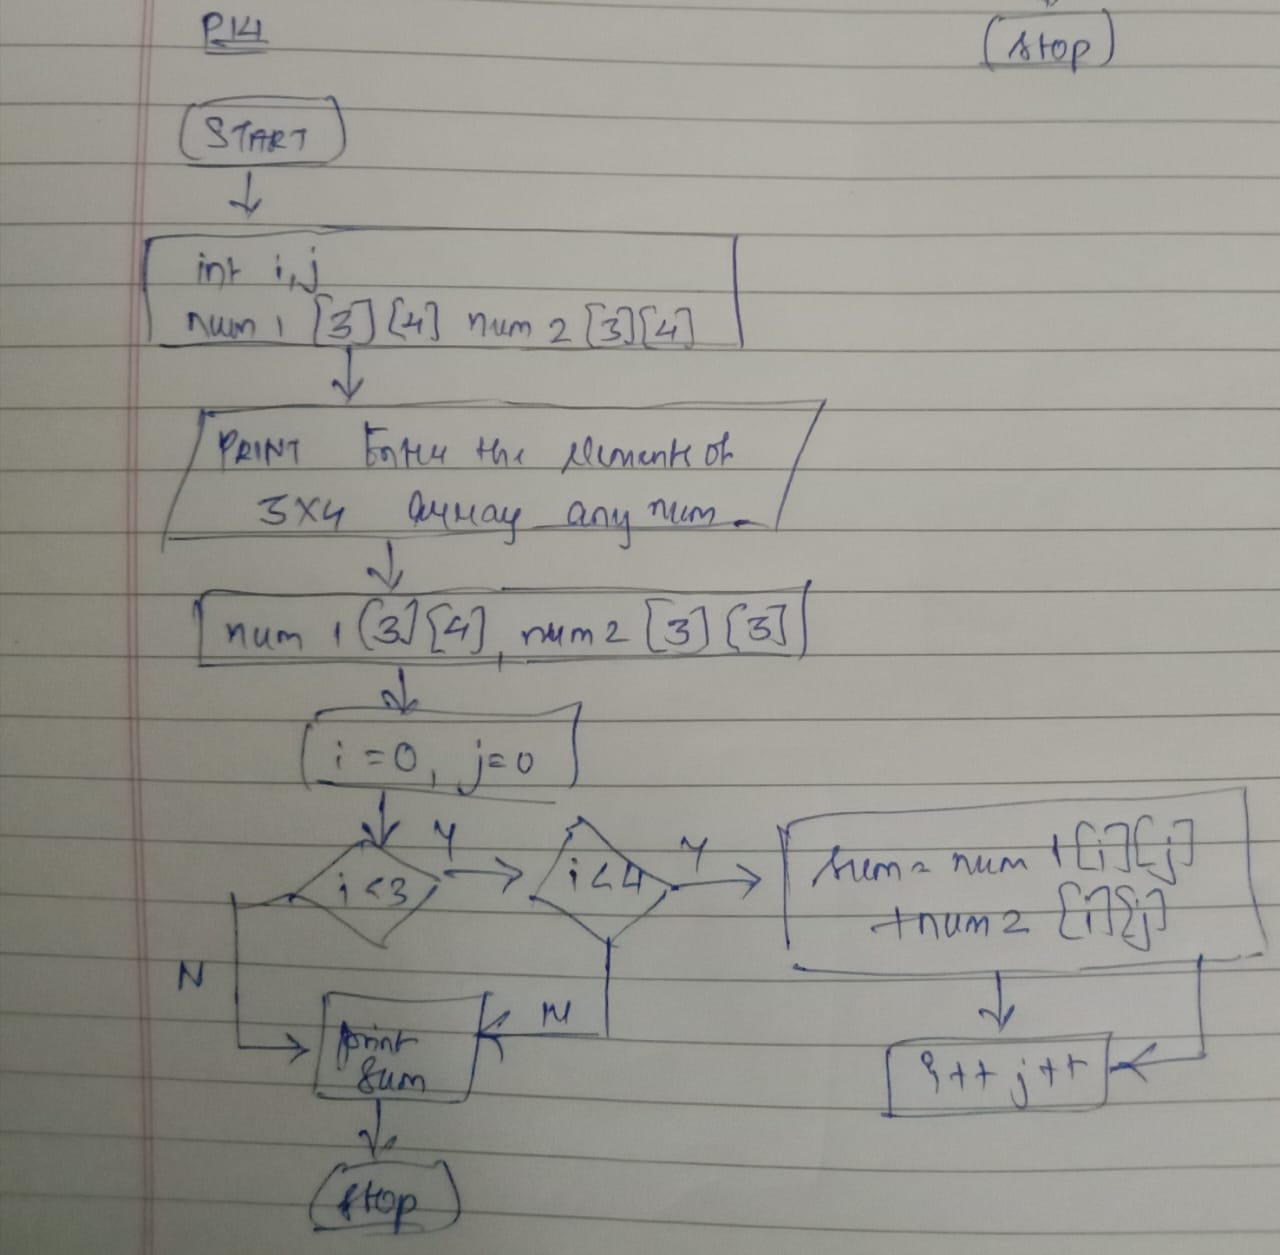 P14
Stop
START
int i,j
num 1 [3][4] num 2 [3][4]
PRINT Enter the elements of
3x4 array any num.
num 1 [3][4], num 2 [3][3]
i=0, j=0
i<3
Y
i<4
Y
sum= num 1[i][j]
+num 2 [i][j]
N
N
print
sum
i++ j++
stop